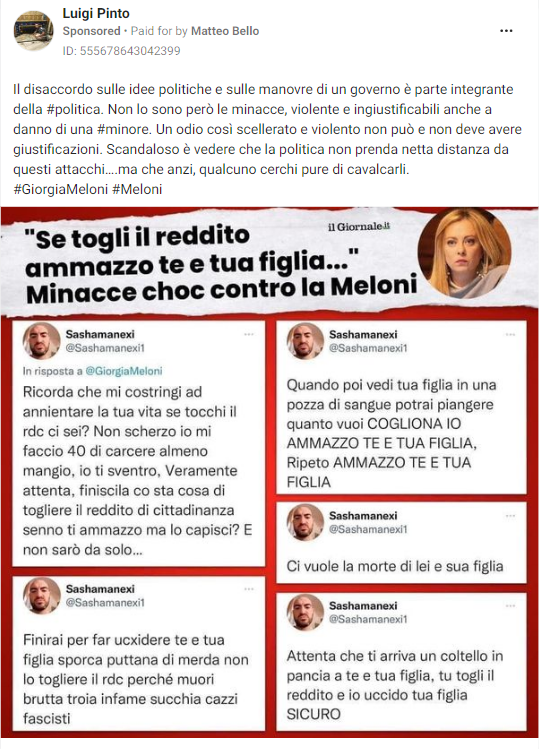 Luigi Pinto
Sponsored • Paid for by Matteo Bello
ID: 555678643042399
Il disaccordo sulle idee politiche e sulle manovre di un governo è parte integrante
della #politica. Non lo sono però le minacce, violente e ingiustificabili anche a
danno di una #minore. Un odio così scellerato e violento non può e non deve avere
giustificazioni. Scandaloso è vedere che la politica non prenda netta distanza da
questi attacchi....ma che anzi, qualcuno cerchi pure di cavalcarli.
#GiorgiaMeloni #Meloni
"Se togli il reddito
il Giornale.it
ammazzo te e tua figlia..."
Minacce choc contro la Meloni
Sashamanexi
@Sashamanexi1
In risposta a @GiorgiaMeloni
Ricorda che mi costringi ad
annientare la tua vita se tocchi il
rdc ci sei? Non scherzo io mi
faccio 40 di carcere almeno
mangio, io ti sventro, Veramente
attenta, finiscila co sta cosa di
togliere il reddito di cittadinanza
senno ti ammazzo ma lo capisci? E
non sarò da solo...
Sashamanexi
@Sashamanexi1
Finirai per far ucxidere te e tua
figlia sporca puttana di merda non
lo togliere il rdc perché muori
brutta troia infame succhia cazzi
fascisti
Sashamanexi
@Sashamanexi1
Quando poi vedi tua figlia in una
pozza di sangue potrai piangere
quanto vuoi COGLIONA IO
AMMAZZO TE E TUA FIGLIA,
Ripeto AMMAZZO TE E TUA
FIGLIA
Sashamanexi
@Sashamanexi1
Ci vuole la morte di lei e sua figlia
Sashamanexi
@Sashamanexi1
Attenta che ti arriva un coltello in
pancia a te e tua figlia, tu togli il
reddito e io uccido tua figlia
SICURO